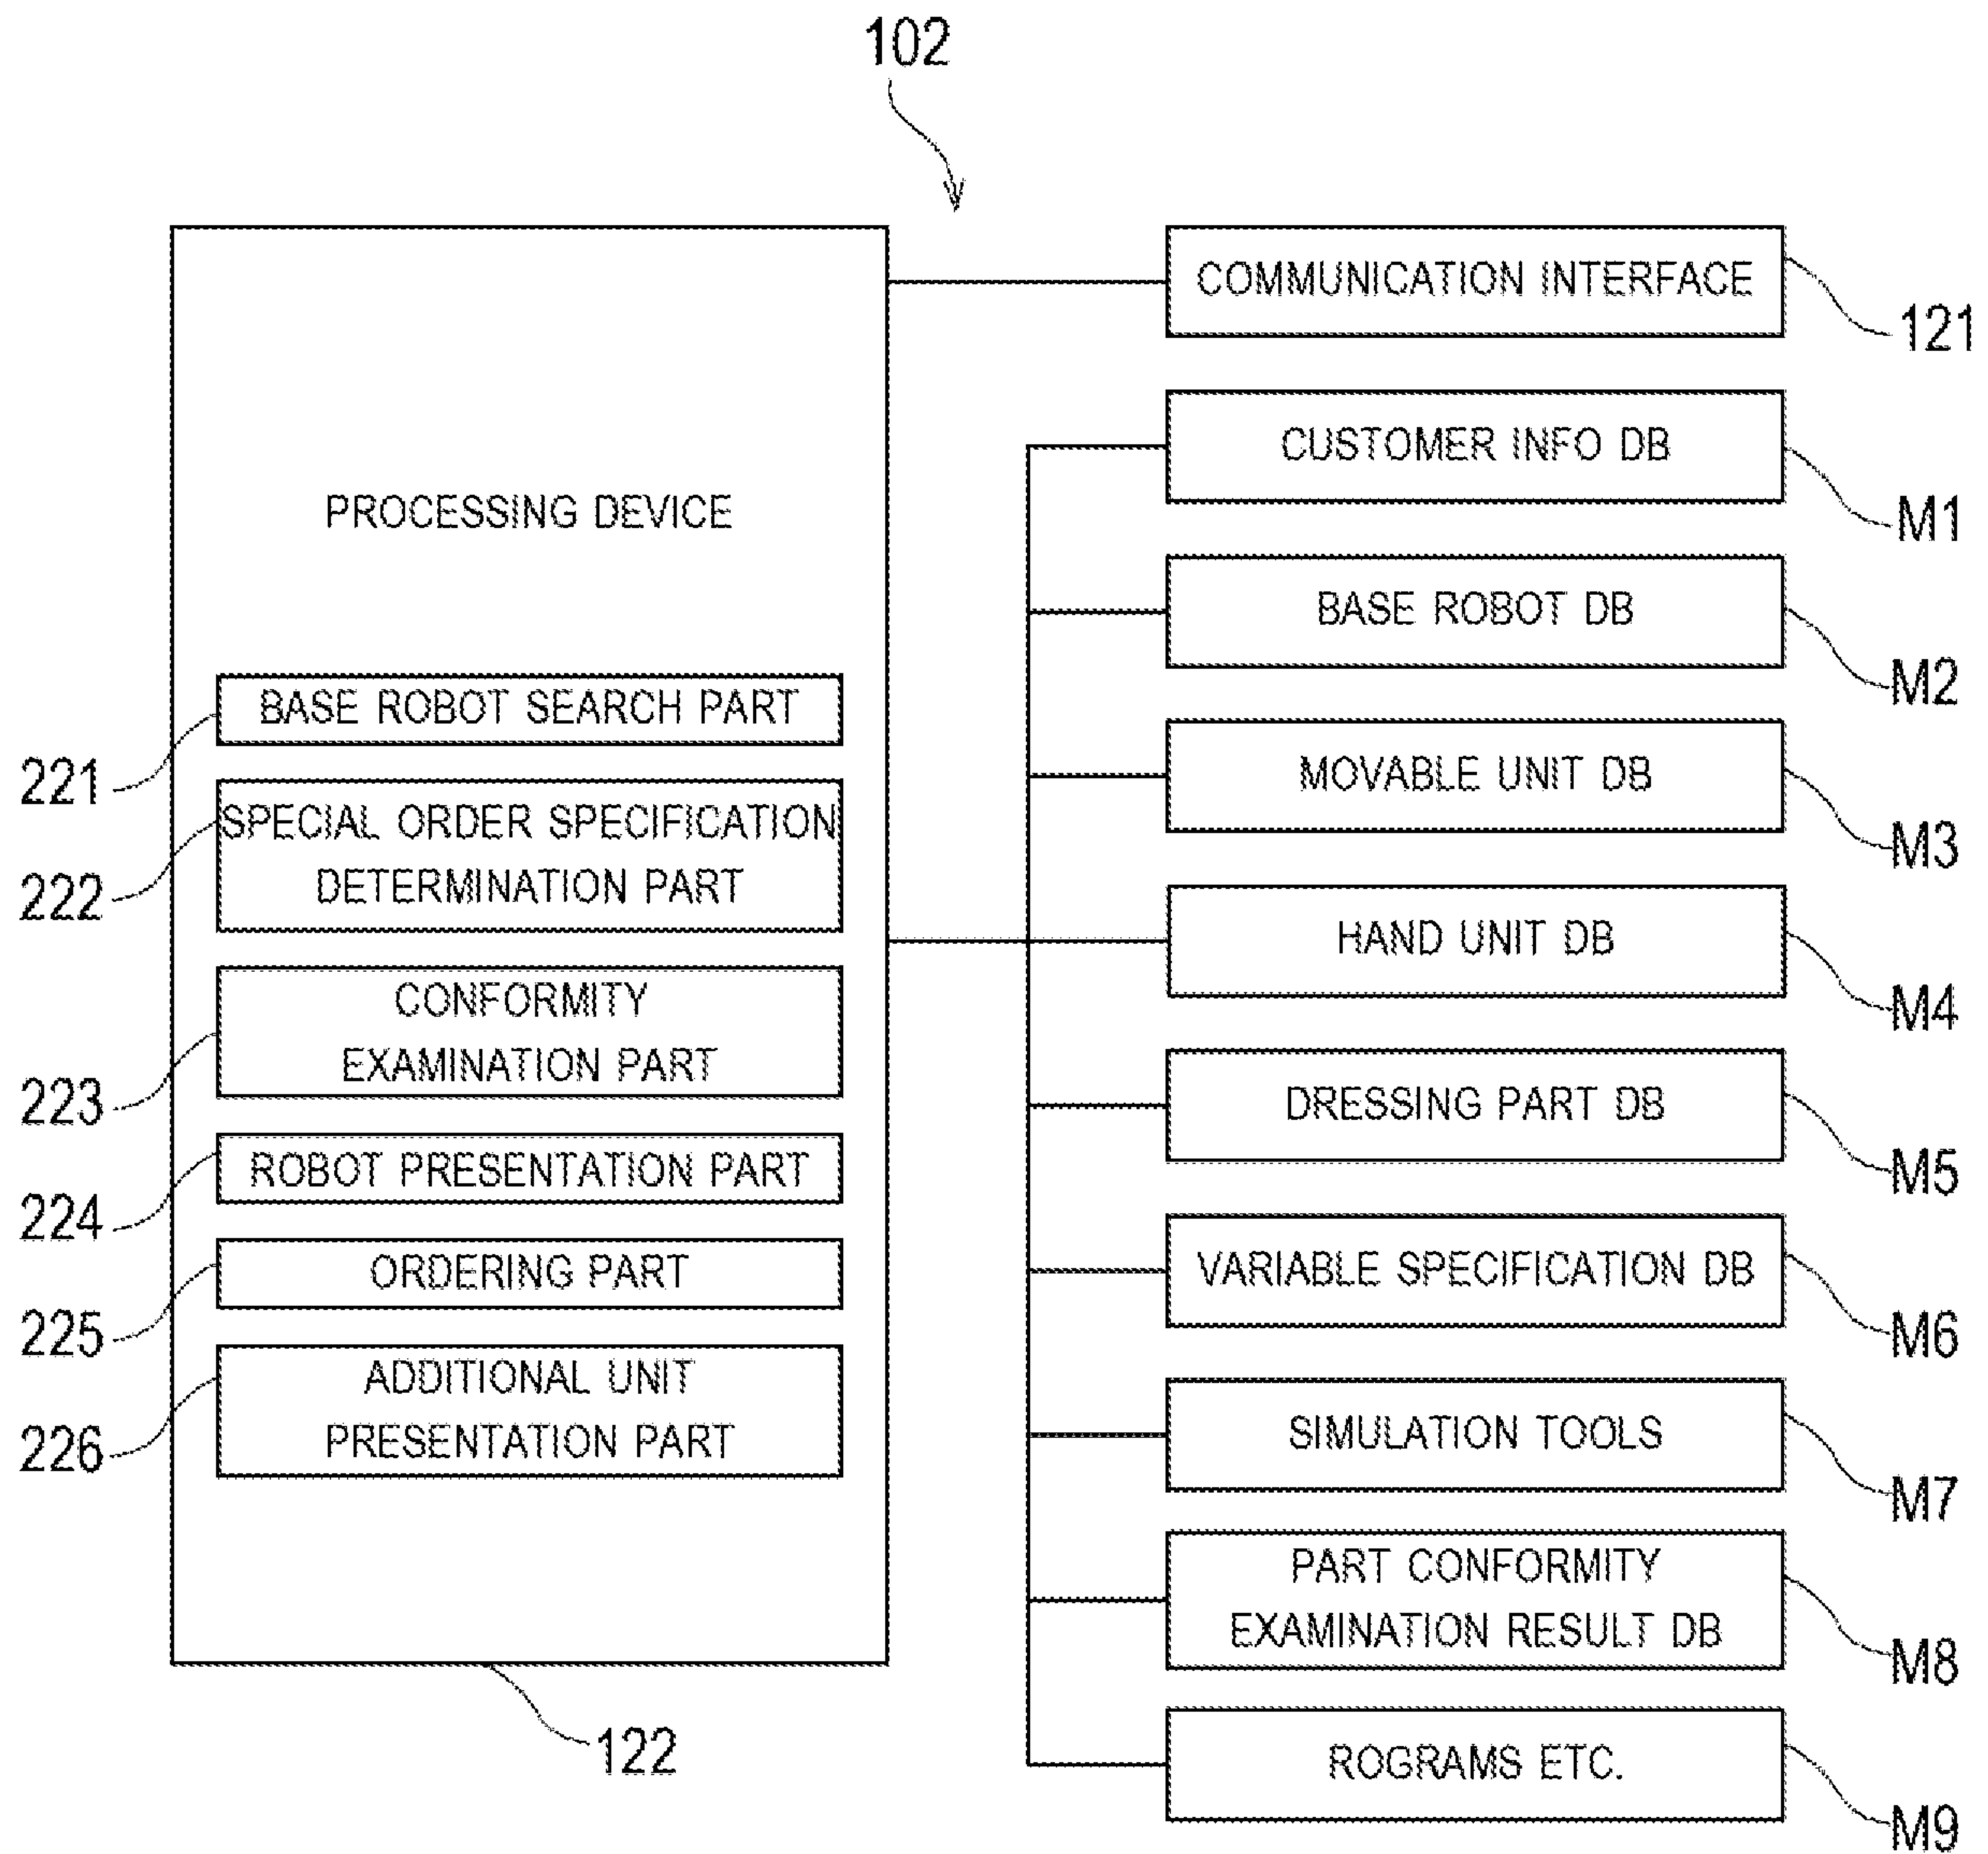 102
PROCESSING DEVICE
BASE ROBOT SEARCH PART
221
SPECIAL ORDER SPECIFICATION
DETERMINATION PART
222
CONFORMITY
EXAMINATION PART
223
ROBOT PRESENTATION PART
224
ORDERING PART
225
ADDITIONAL UNIT
PRESENTATION PART
226
122
COMMUNICATION INTERFACE
121
CUSTOMER INFO DB
M1
BASE ROBOT DB
M2
MOVABLE UNIT DB
M3
HAND UNIT DB
M4
DRESSING PART DB
M5
VARIABLE SPECIFICATION DB
M6
SIMULATION TOOLS
M7
PART CONFORMITY
EXAMINATION RESULT DB
M8
ROGRAMS ETC.
M9